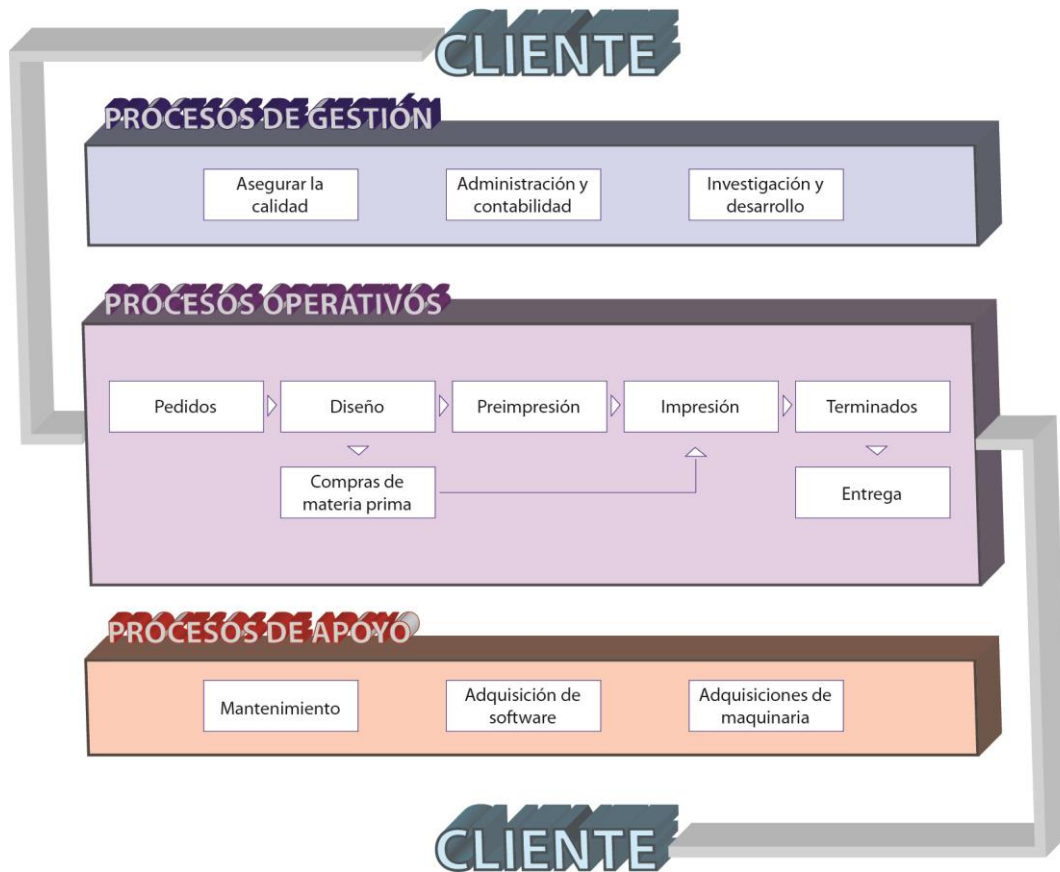 CLIENTE
PROCESOS DE GESTIÓN
Asegurar la
calidad
Administración y
contabilidad
Investigación y
desarrollo
PROCESOS OPERATIVOS
Pedidos
Diseño
Preimpresión
Impresión
Terminados
Compras de
materia prima
Entrega
PROCESOS DE APOYO
Mantenimiento
Adquisición de
software
Adquisiciones de
maquinaria
CLIENTE